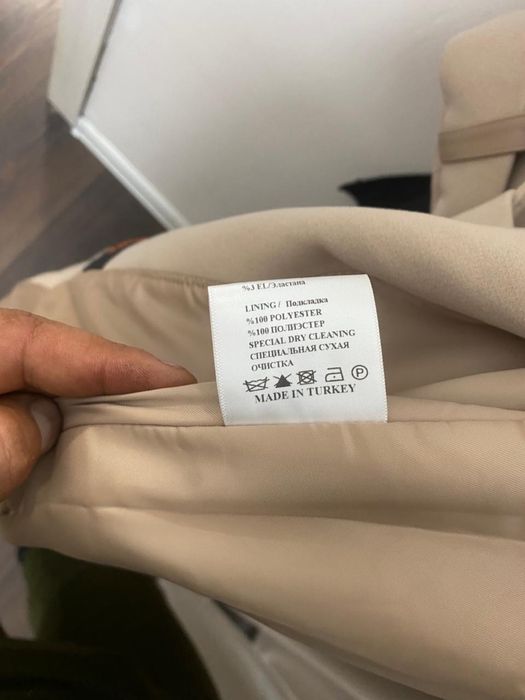 %3 EL/Эластана
LINING/ Подкладка
%100 POLYESTER
%100 ПОЛИЭСТЕР
SPECIAL DRY CLEANING
СПЕЦИАЛЬНАЯ СУХАЯ
ОЧИСТКА
P
MADE IN TURKEY